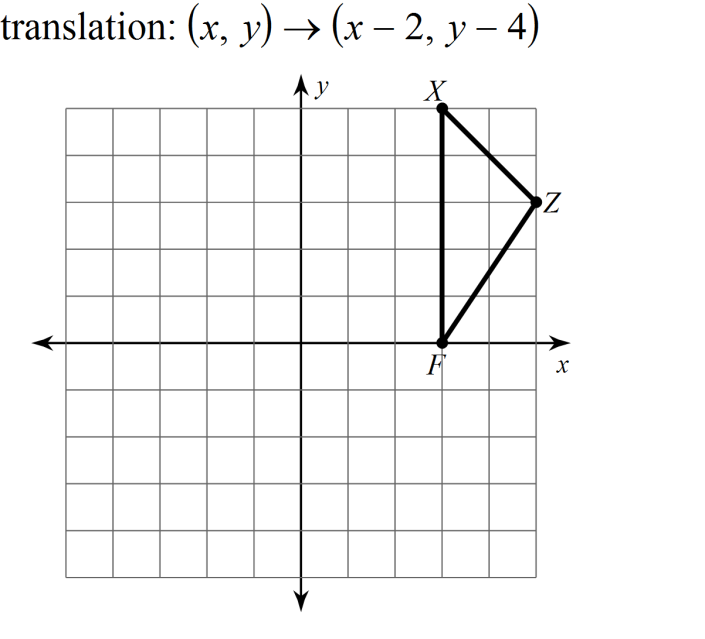 translation: (x, y) → (x − 2, y − 4)
y
X
Z
F
x